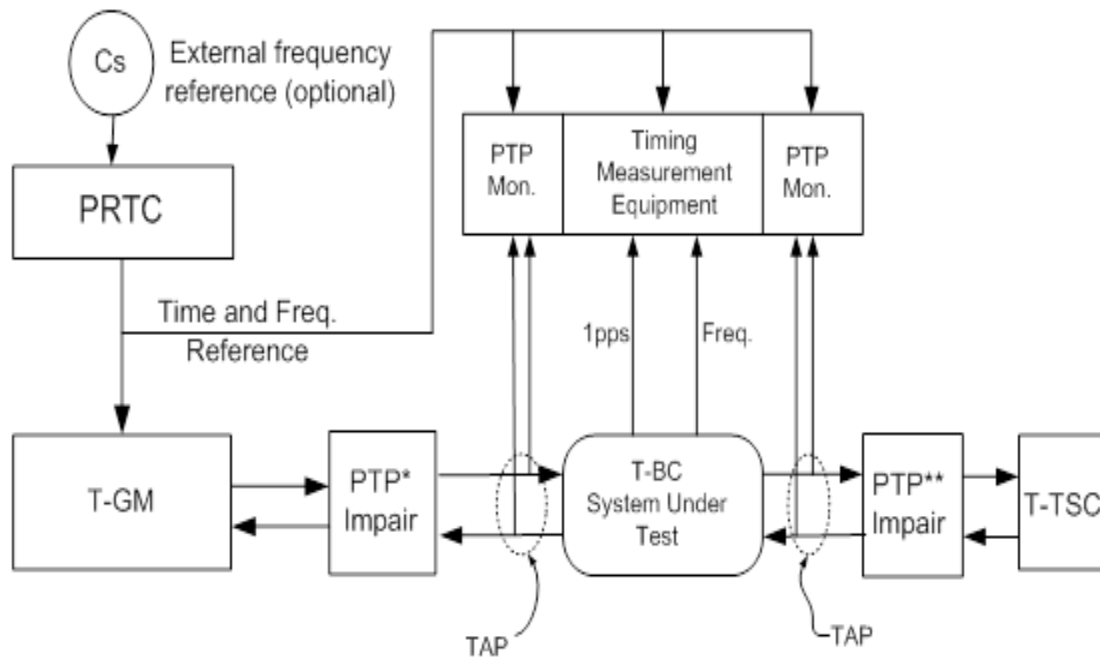 Cs
External frequency
reference (optional)
PRTC
Time and Freq.
Reference
PTP
Mon.
Timing
Measurement
Equipment
PTP
Mon.
1pps
Freq.
T-GM
PTP*
Impair
T-BC
System Under
Test
PTP**
Impair
T-TSC
TAP
TAP